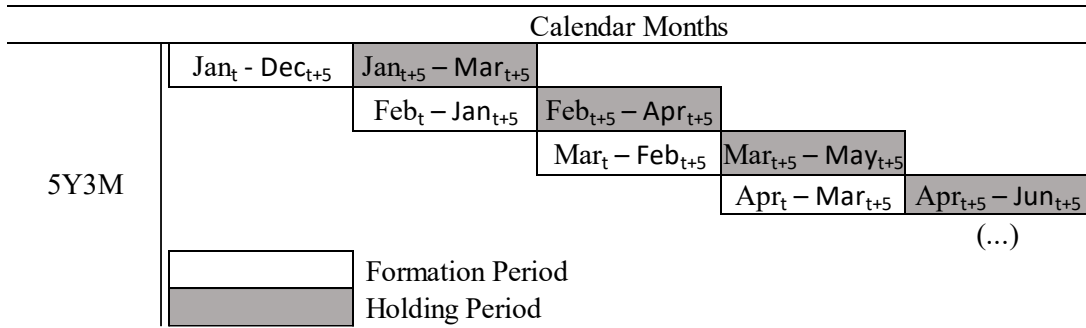 Calendar Months
Jan_t - Dec_t+5 Jan_t+5 – Mar_t+5
Feb_t – Jan_t+5 Feb_t+5 – Apr_t+5
Mar_t – Feb_t+5 Mar_t+5 – May_t+5
5Y3M
Apr_t – Mar_t+5 Apr_t+5 – Jun_t+5
(...)
Formation Period
Holding Period